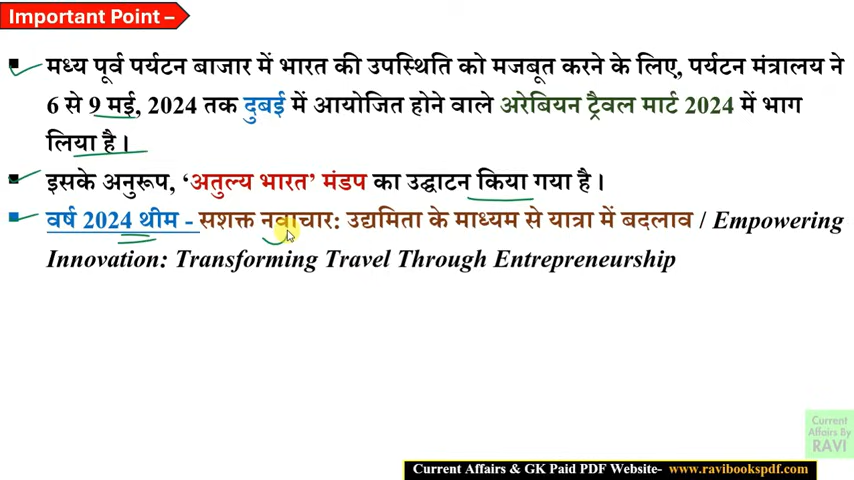 Important Point –
मध्य पूर्व पर्यटन बाजार में भारत की उपस्थिति को मजबूत करने के लिए, पर्यटन मंत्रालय ने
6 से 9 मई, 2024 तक दुबई में आयोजित होने वाले अरेबियन ट्रैवल मार्ट 2024 में भाग
लिया है।
इसके अनुरूप, ‘अतुल्य भारत’ मंडप का उद्घाटन किया गया है।
वर्ष 2024 थीम - सशक्त नवाचार: उद्यमिता के माध्यम से यात्रा में बदलाव / Empowering
Innovation: Transforming Travel Through Entrepreneurship
Current
Affairs By
RAVI
Current Affairs & GK Paid PDF Website- www.ravibookspdf.com